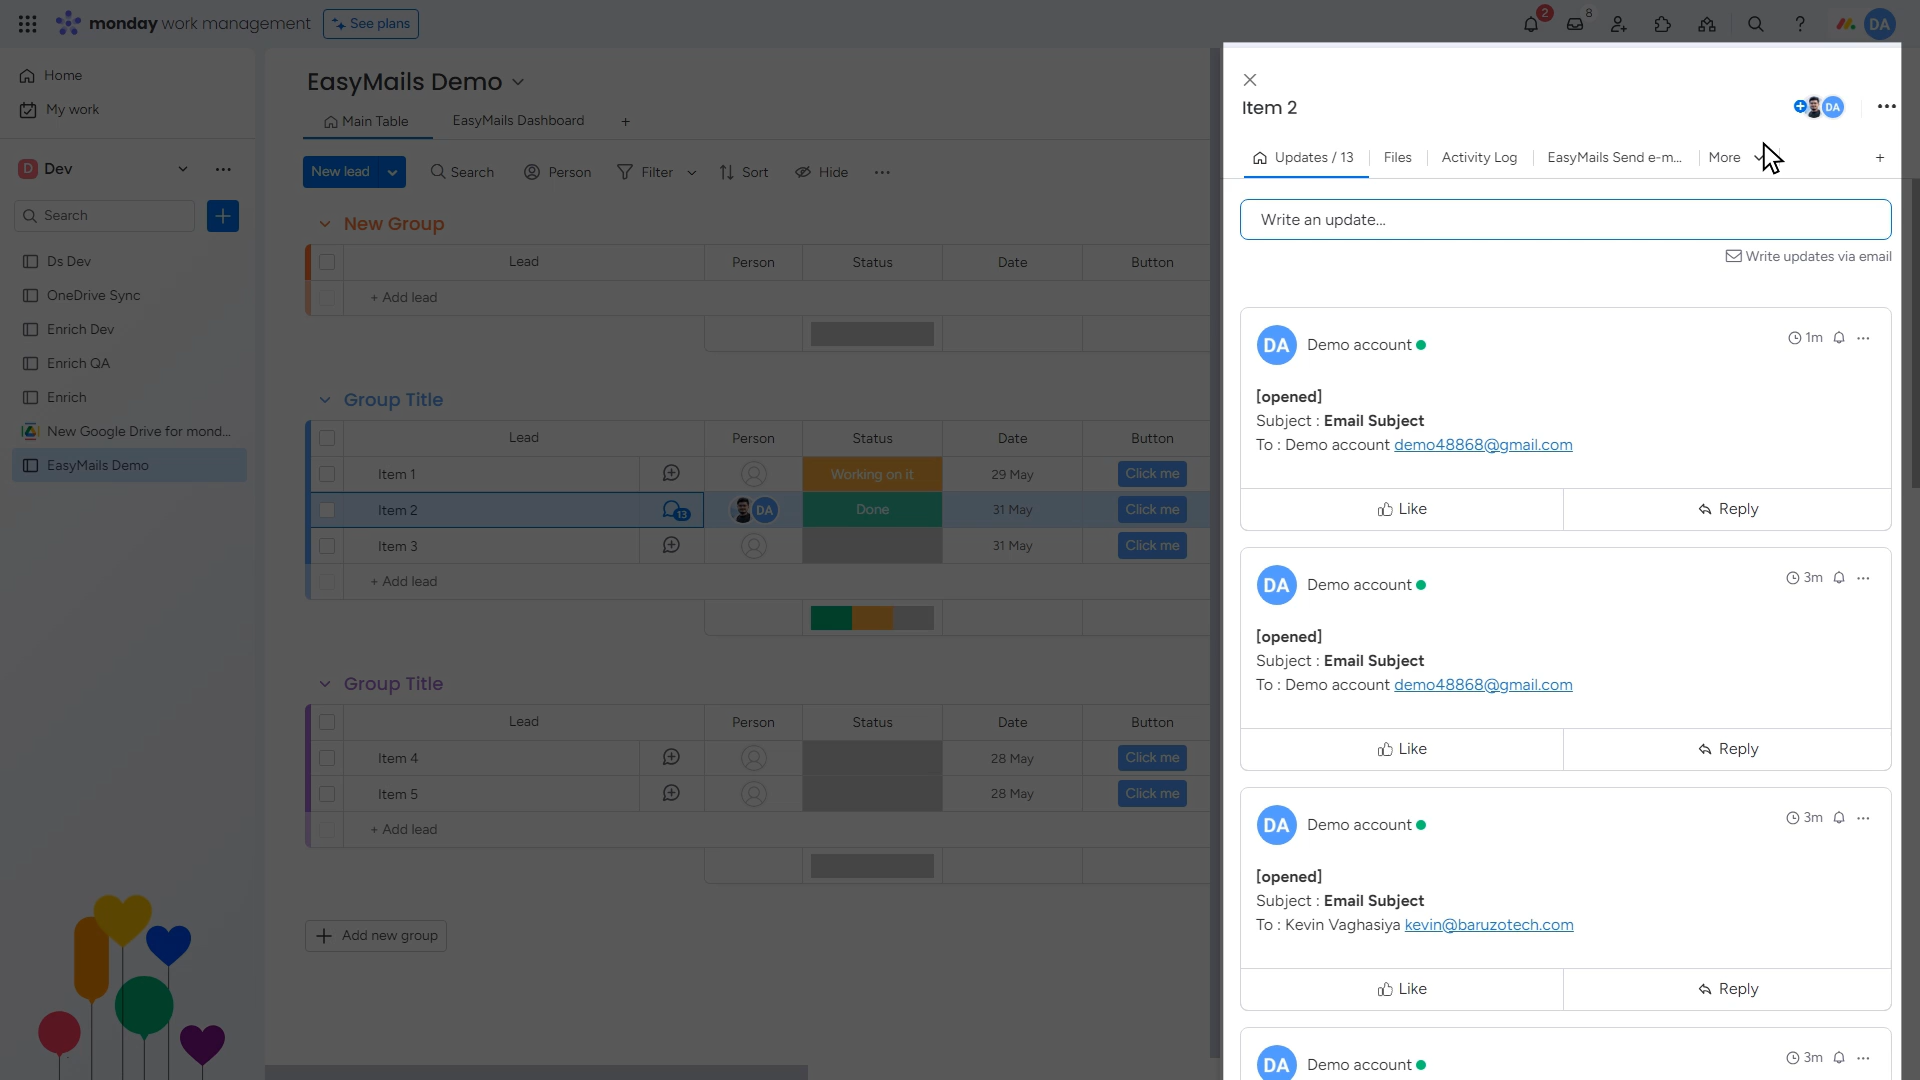 monday work management
See plans
2
8
DA
Home
My work
D Dev
Search
Ds Dev
OneDrive Sync
Enrich Dev
Enrich QA
Enrich
New Google Drive for mond...
EasyMails Demo
EasyMails Demo
Main Table
EasyMails Dashboard
New lead
Search
Person
Filter
Sort
Hide
New Group
Lead Person Status Date Button
+ Add lead
Group Title
Lead Person Status Date Button
Item 1 Working on it 29 May Click me
Item 2 13 DA Done 31 May Click me
Item 3 31 May Click me
+ Add lead
Group Title
Lead Person Status Date Button
Item 4 28 May Click me
Item 5 28 May Click me
+ Add lead
Add new group
Item 2
DA
Updates / 13
Files
Activity Log
EasyMails Send e-m...
More
Write an update...
Write updates via email
DA Demo account 1m
[opened]
Subject : Email Subject
To : Demo account demo48868@gmail.com
Like Reply
DA Demo account 3m
[opened]
Subject : Email Subject
To : Demo account demo48868@gmail.com
Like Reply
DA Demo account 3m
[opened]
Subject : Email Subject
To : Kevin Vaghasiya kevin@baruzotech.com
Like Reply
DA Demo account 3m